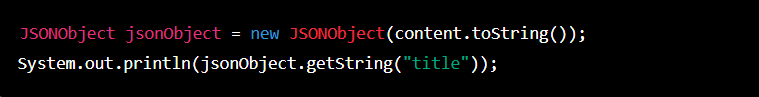 JSONObject jsonObject = new JSONObject(content.toString());
System.out.println(jsonObject.getString("title"));